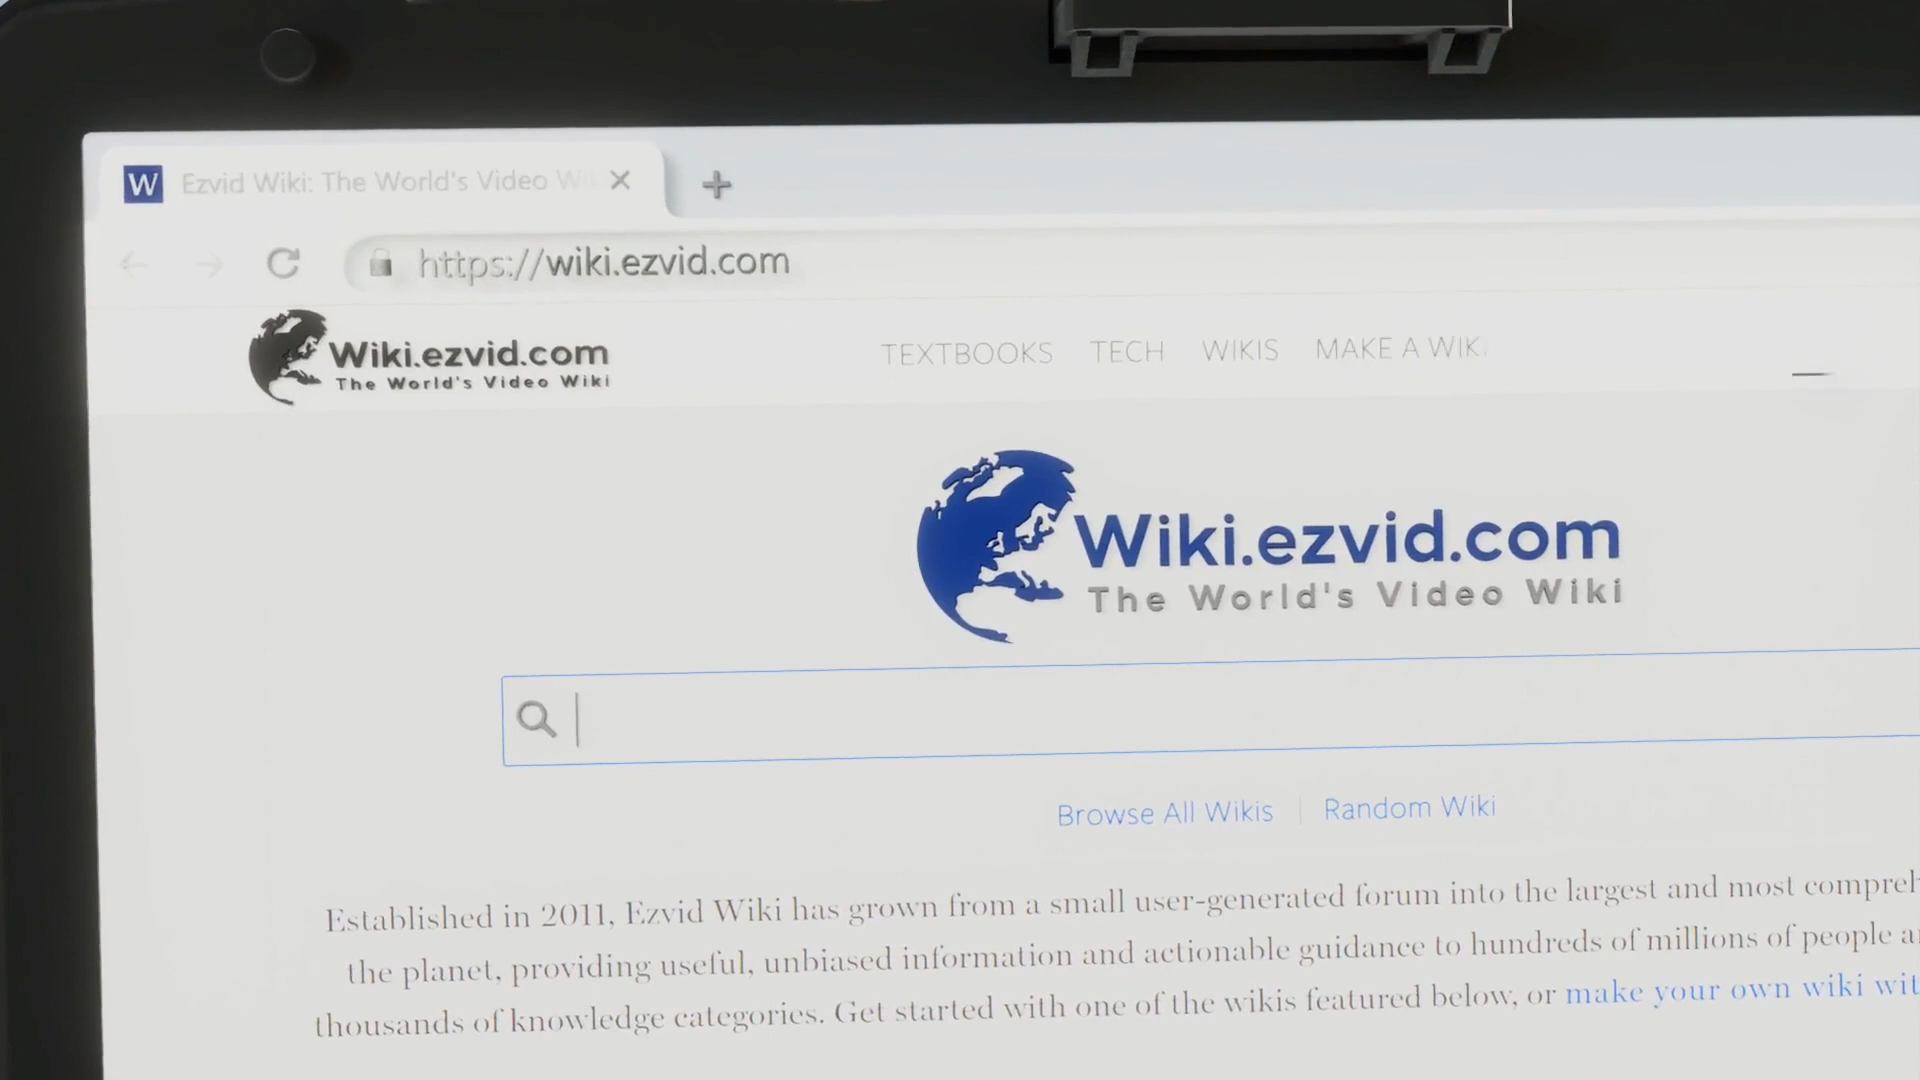 W Ezvid Wiki: The World's Video
https://wiki.ezvid.com
Wiki.ezvid.com
The World's Video Wiki
TEXTBOOKS TECH WIKIS MAKE A WIK
Wiki.ezvid.com
The World's Video Wiki
Browse All Wikis | Random Wiki
Established in 2011, Ezvid Wiki has grown from a small user-generated forum into the largest and most
the planet, providing useful, unbiased information and actionable guidance to hundreds of millions of people
thousands of knowledge categories. Get started with one of the wikis featured below, or make your own wiki